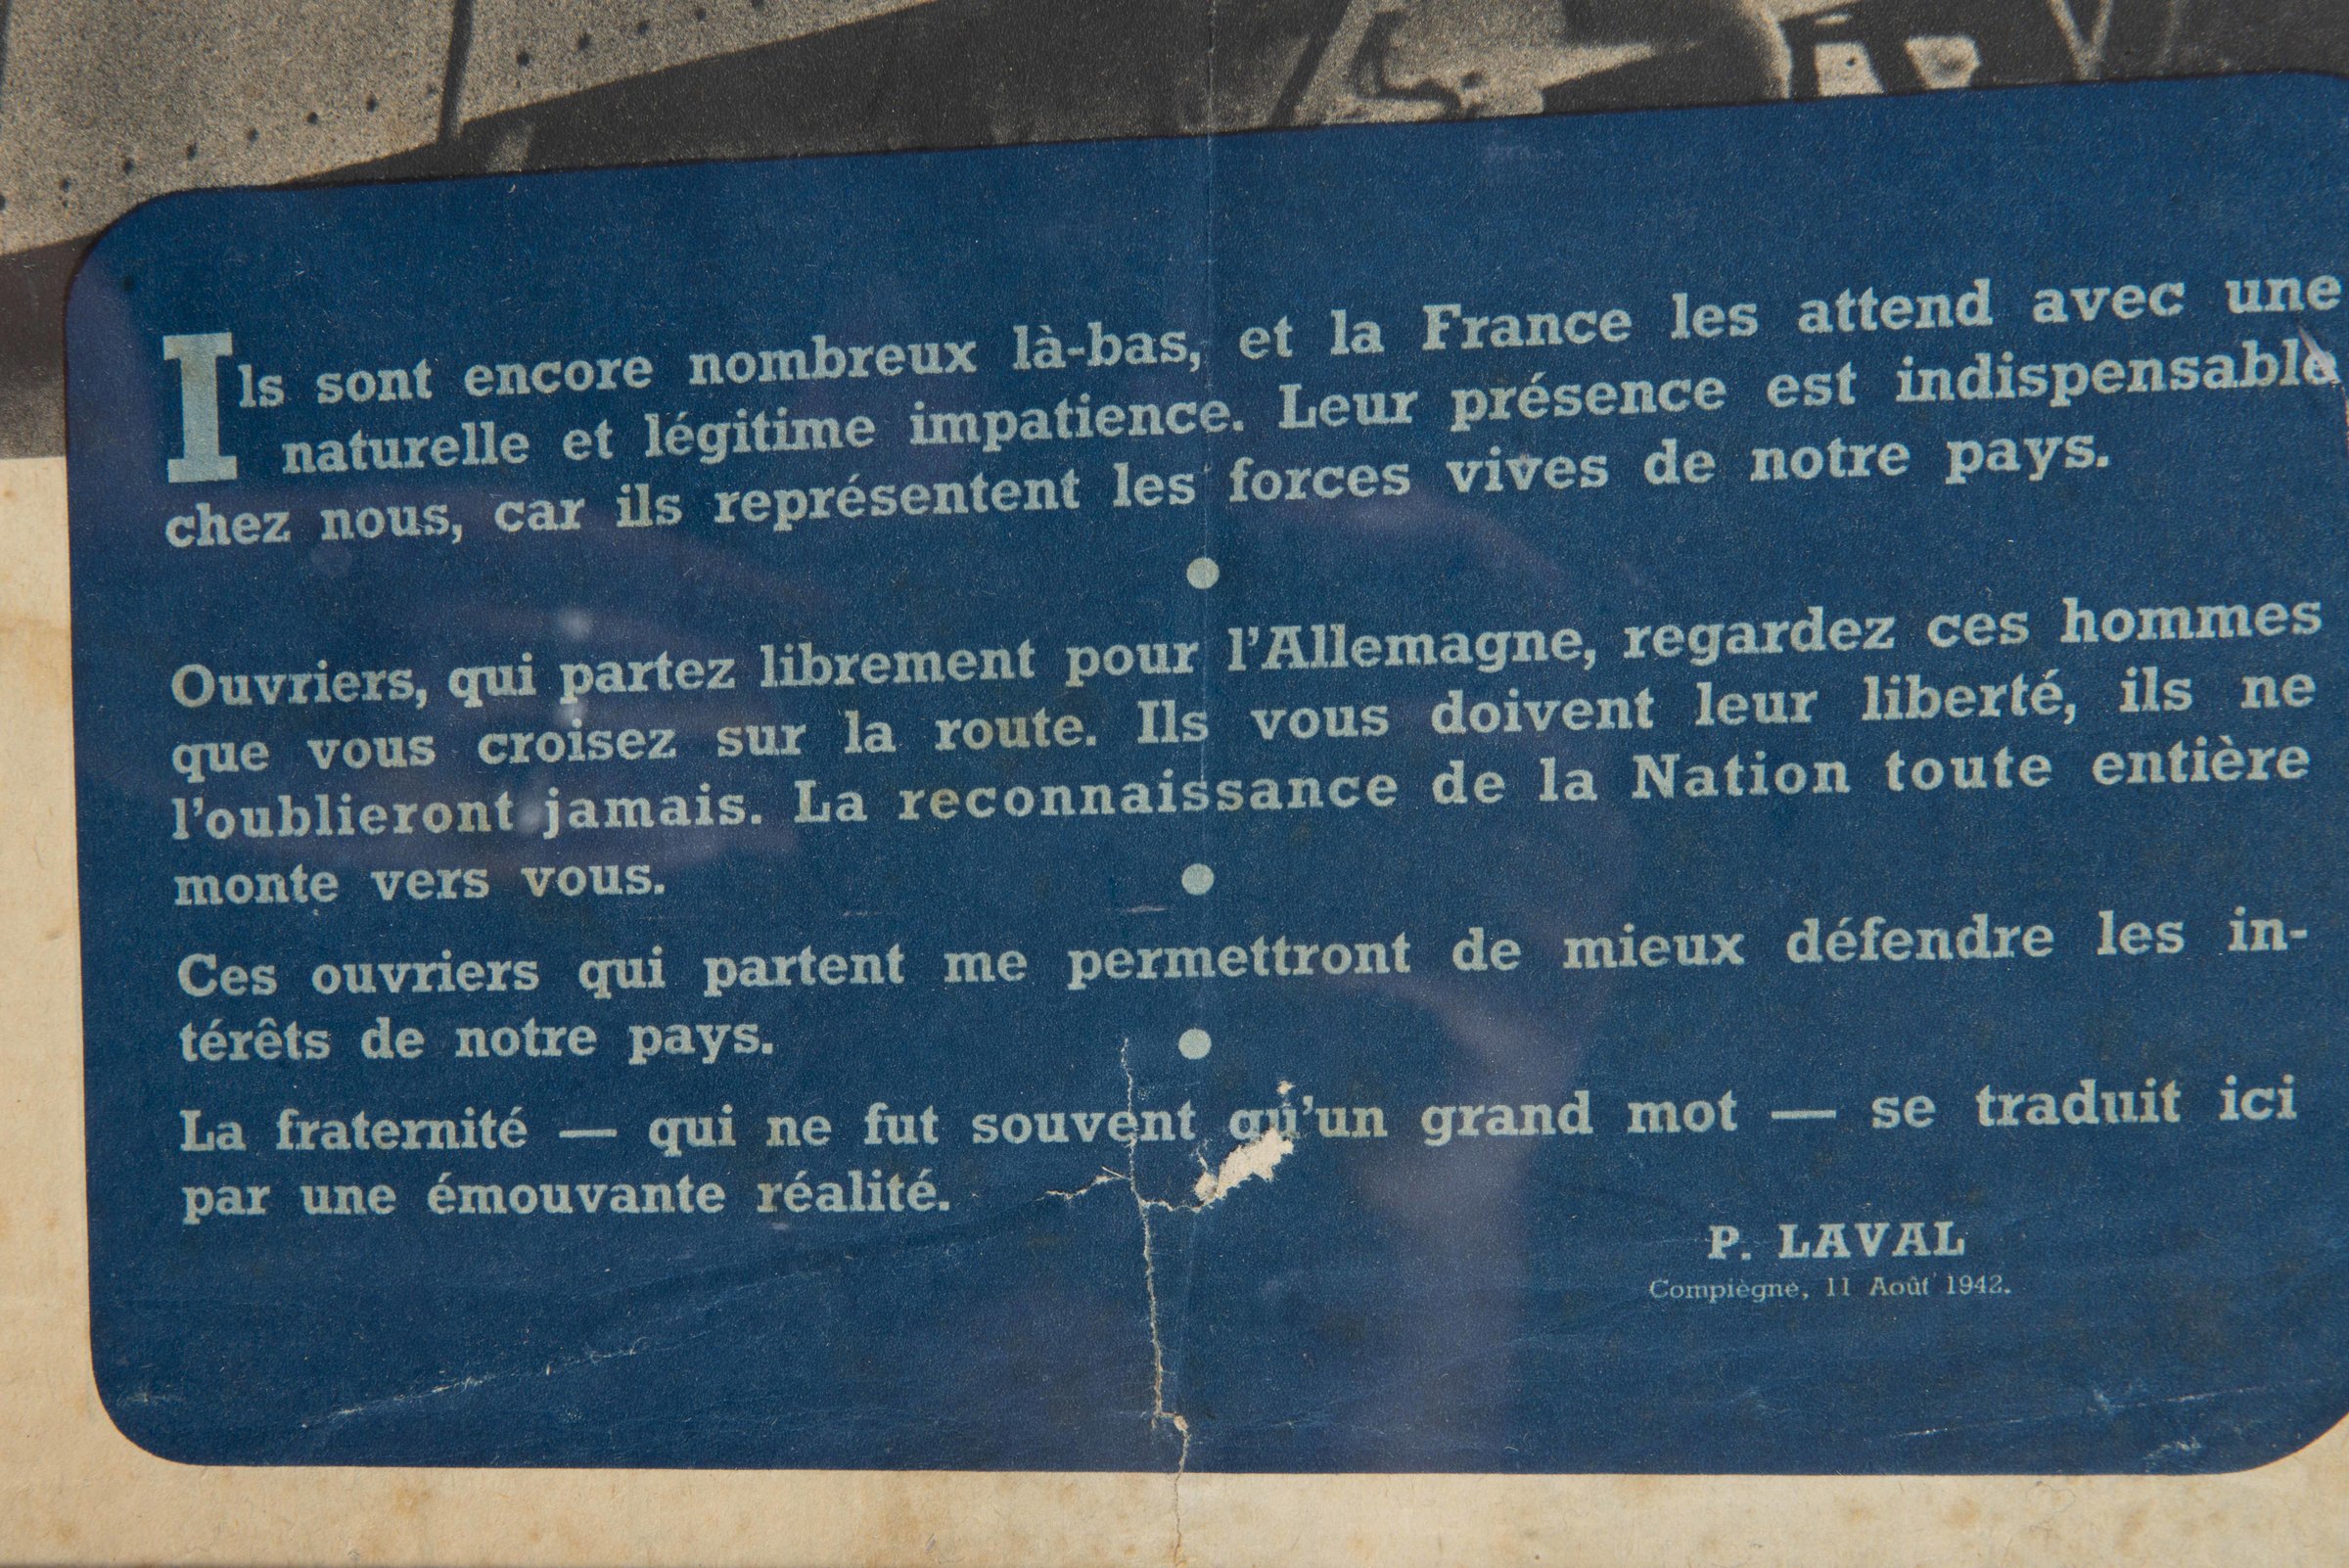 Ils sont encore nombreux là-bas, et la France les attend avec une
naturelle et légitime impatience. Leur présence est indispensable
chez nous, car ils représentent les forces vives de notre pays.
Ouvriers, qui partez librement pour l'Allemagne, regardez ces hommes
que vous croisez sur la route. Ils vous doivent leur liberté, ils ne
l'oublieront jamais. La reconnaissance de la Nation toute entière
monte vers vous.
Ces ouvriers qui partent me permettront de mieux défendre les in-
térêts de notre pays.
La fraternité — qui ne fut souvent qu'un grand mot — se traduit ici
par une émouvante réalité.
P. LAVAL
Compiègne, 11 Août 1942.